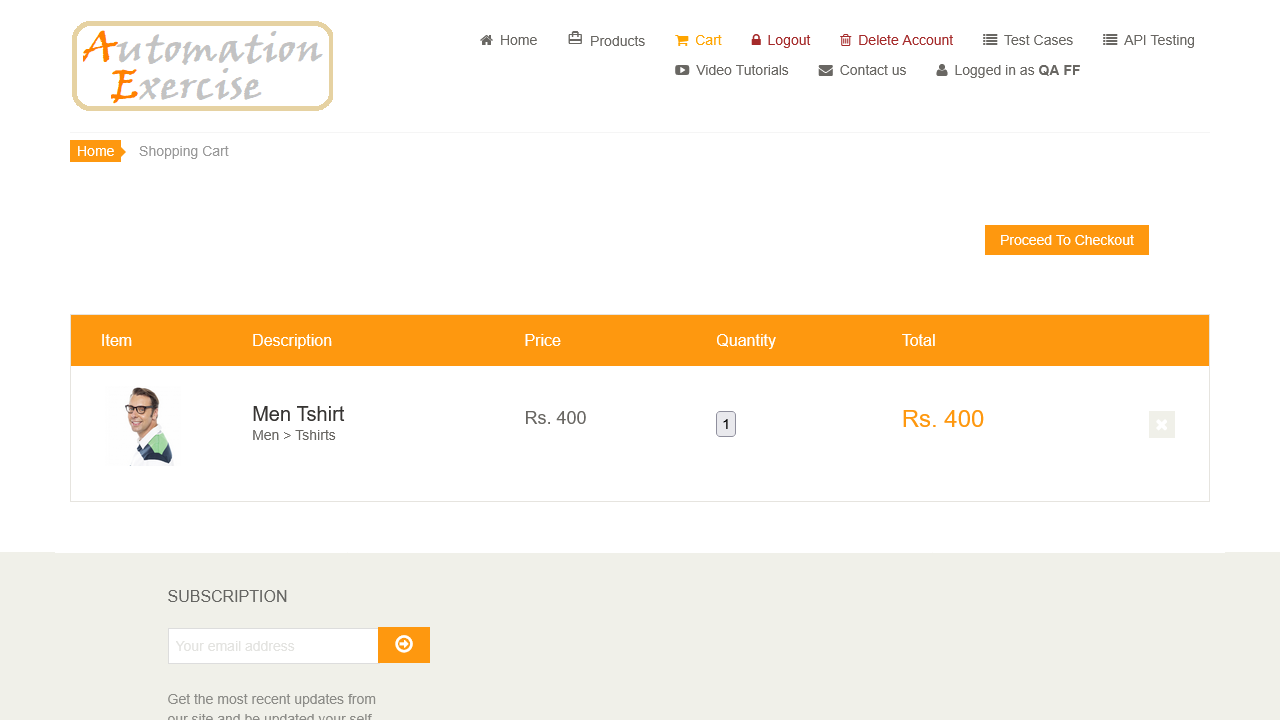 Automation
Exercise
Home Products Cart Logout Delete Account Test Cases API Testing
Video Tutorials Contact us Logged in as QA FF
Home Shopping Cart
Proceed To Checkout
Item Description Price Quantity Total
Men Tshirt Rs. 400 1 Rs. 400
Men > Tshirts
SUBSCRIPTION
Your email address
Get the most recent updates from
our site and be updated your self